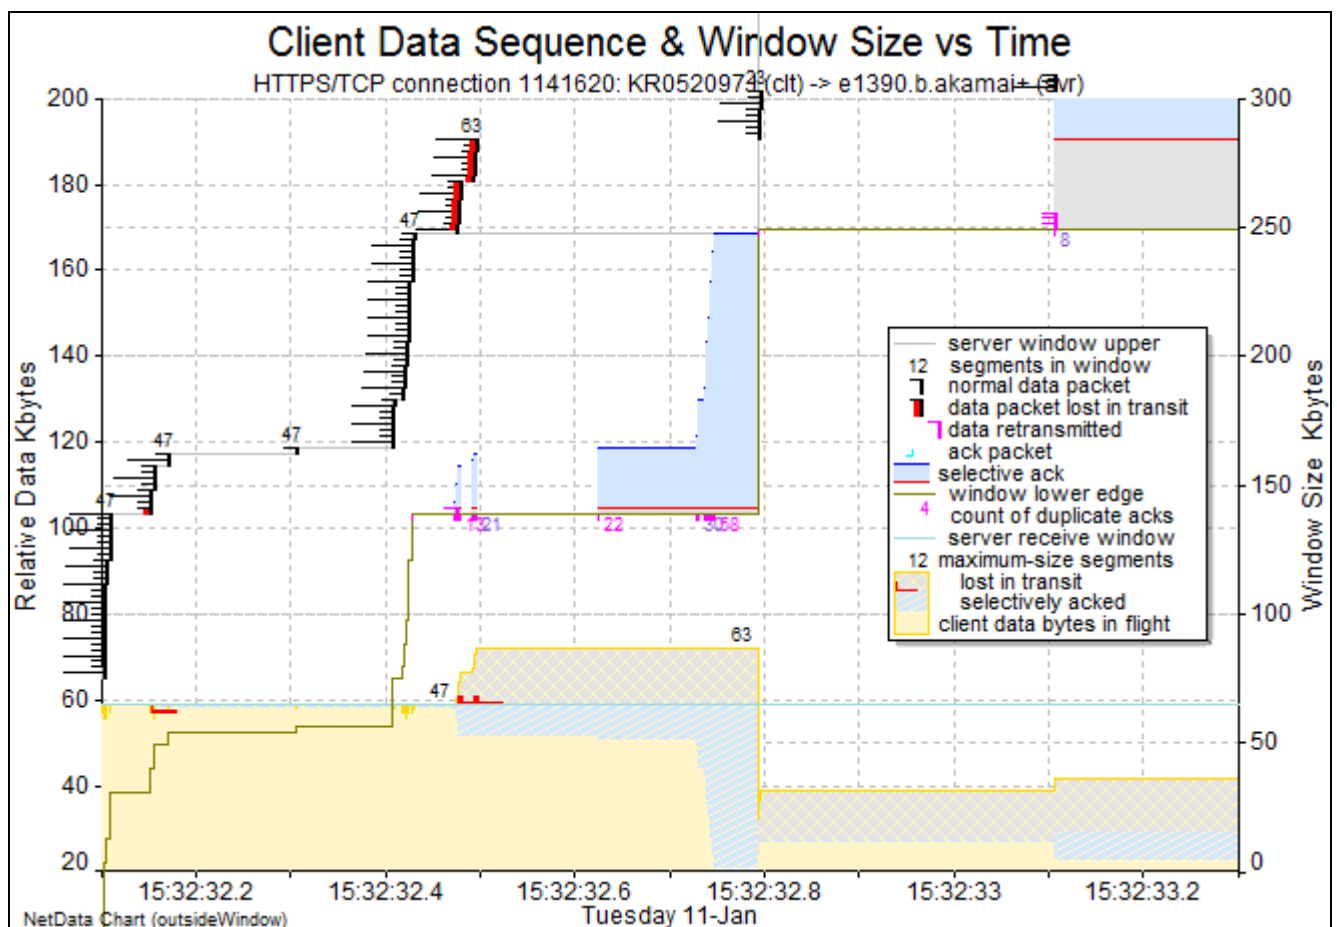 Client Data Sequence & Window Size vs Time
HTTPS/TCP connection 1141620: (clt) -> e1390.b.akamai+ (svr)
200
180
160
140
120
100
80
60
40
20
Relative Data Kbytes
300
250
200
150
100
50
0
Window Size Kbytes
63
47
47
47
47
8
22
63
47
server window upper
12 segments in window
normal data packet
data packet lost in transit
data retransmitted
ack packet
selective ack
window lower edge
4 count of duplicate acks
server receive window
12 maximum-size segments
lost in transit
selectively acked
client data bytes in flight
15:32:32.2
15:32:32.4
15:32:32.6
15:32:32.8
15:32:33
15:32:33.2
Tuesday 11-Jan
NetData Chart (outsideWindow)